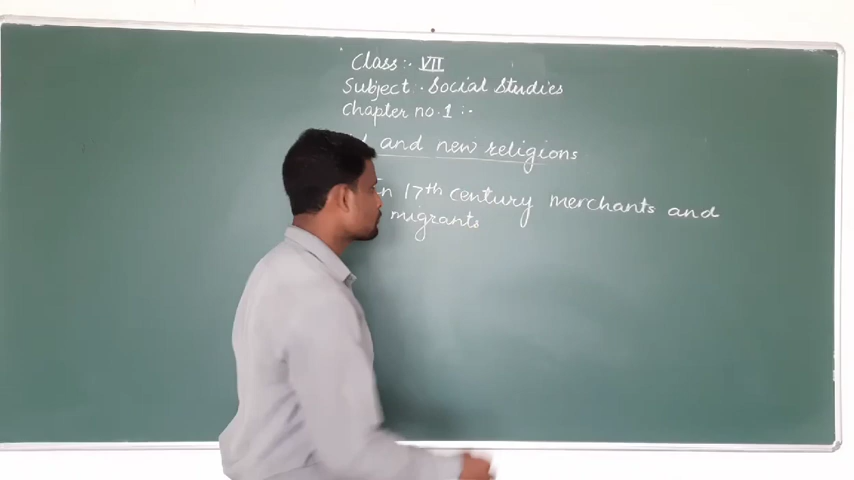 Class :- VII
Subject :- Social Studies
Chapter no. 1 :-
and new religions
In 17th century merchants and
migrants